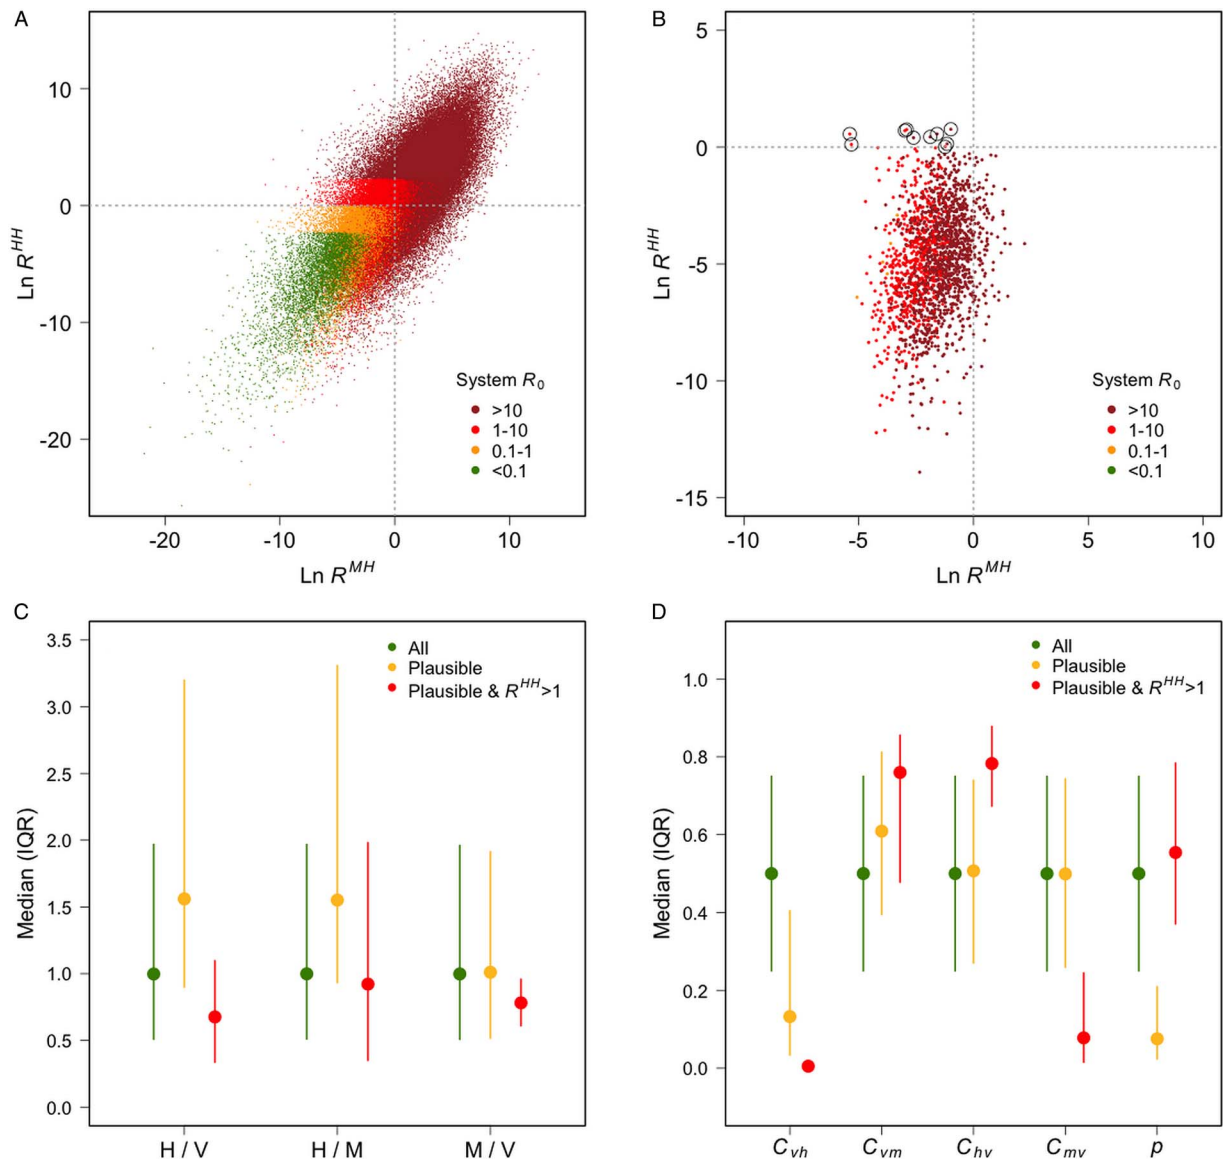 A
10
0
-10
-20
Ln R^HH
System R0
>10
1-10
0.1-1
<0.1
-20
-10
0
10
Ln R^MH
B
5
0
-5
-10
-15
Ln R^HH
System R0
>10
1-10
0.1-1
<0.1
-10
-5
0
5
10
Ln R^MH
C
3.5
3.0
2.5
2.0
1.5
1.0
0.5
0.0
Median (IQR)
All
Plausible
Plausible & R^HH>1
H / V
H / M
M / V
D
1.0
0.8
0.6
0.4
0.2
0.0
Median (IQR)
All
Plausible
Plausible & R^HH>1
Cvh
Cvm
Chv
Cmv
p